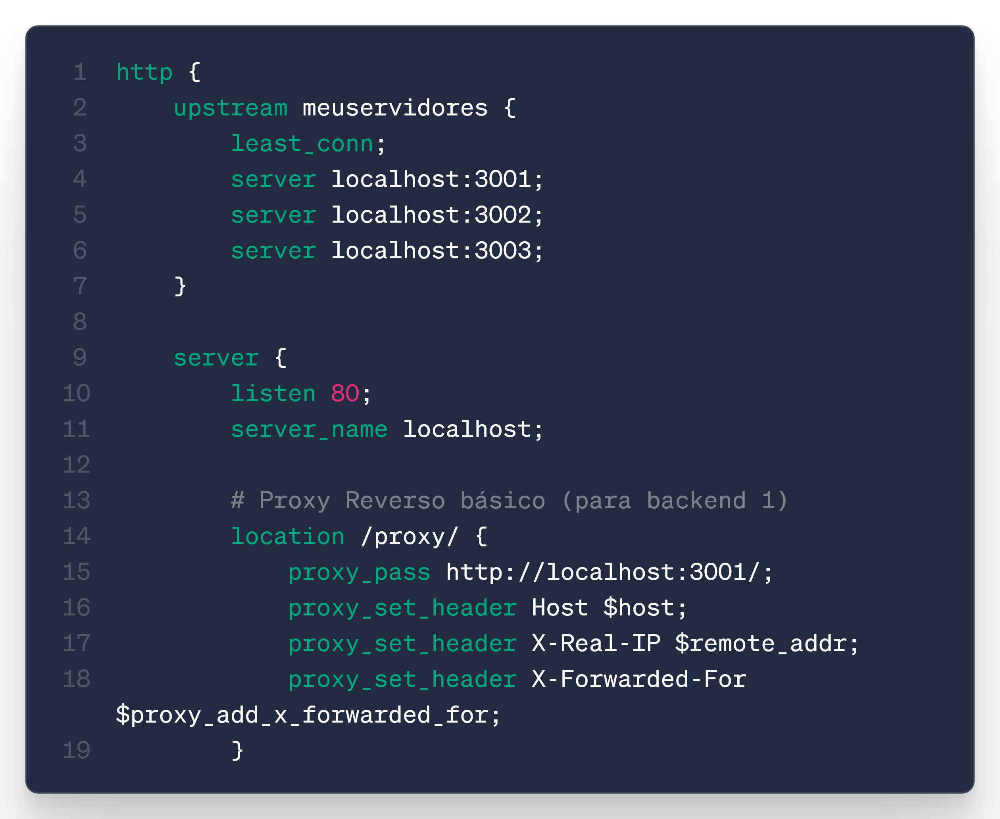 1 http {
2 upstream meuservidores {
3 least_conn;
4 server localhost:3001;
5 server localhost:3002;
6 server localhost:3003;
7 }
8
9 server {
10 listen 80;
11 server_name localhost;
12
13 # Proxy Reverso básico (para backend 1)
14 location /proxy/ {
15 proxy_pass http://localhost:3001/;
16 proxy_set_header Host $host;
17 proxy_set_header X-Real-IP $remote_addr;
18 proxy_set_header X-Forwarded-For
$proxy_add_x_forwarded_for;
19 }